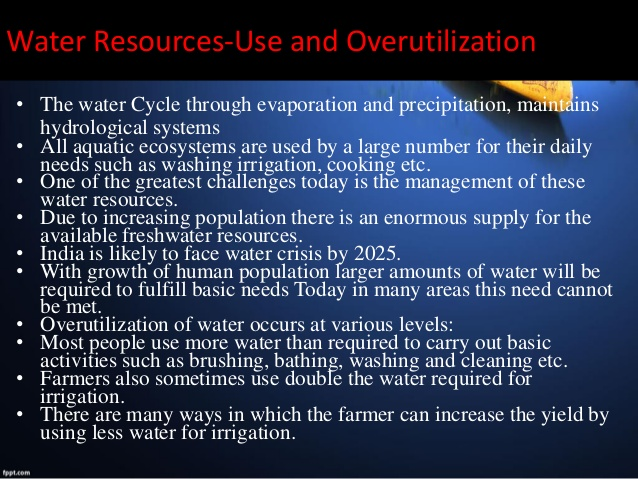 Water Resources-Use and Overutilization
• The water Cycle through evaporation and precipitation, maintains
hydrological systems
• All aquatic ecosystems are used by a large number for their daily
needs such as washing irrigation, cooking etc.
• One of the greatest challenges today is the management of these
water resources.
• Due to increasing population there is an enormous supply for the
available freshwater resources.
• India is likely to face water crisis by 2025.
• With growth of human population larger amounts of water will be
required to fulfill basic needs Today in many areas this need cannot
be met.
• Overutilization of water occurs at various levels:
• Most people use more water than required to carry out basic
activities such as brushing, bathing, washing and cleaning etc.
• Farmers also sometimes use double the water required for
irrigation.
• There are many ways in which the farmer can increase the yield by
using less water for irrigation.
fppt.com